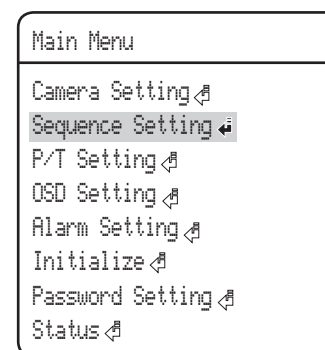 Main Menu
Camera Setting
Sequence Setting
P/T Setting
OSD Setting
Alarm Setting
Initialize
Password Setting
Status